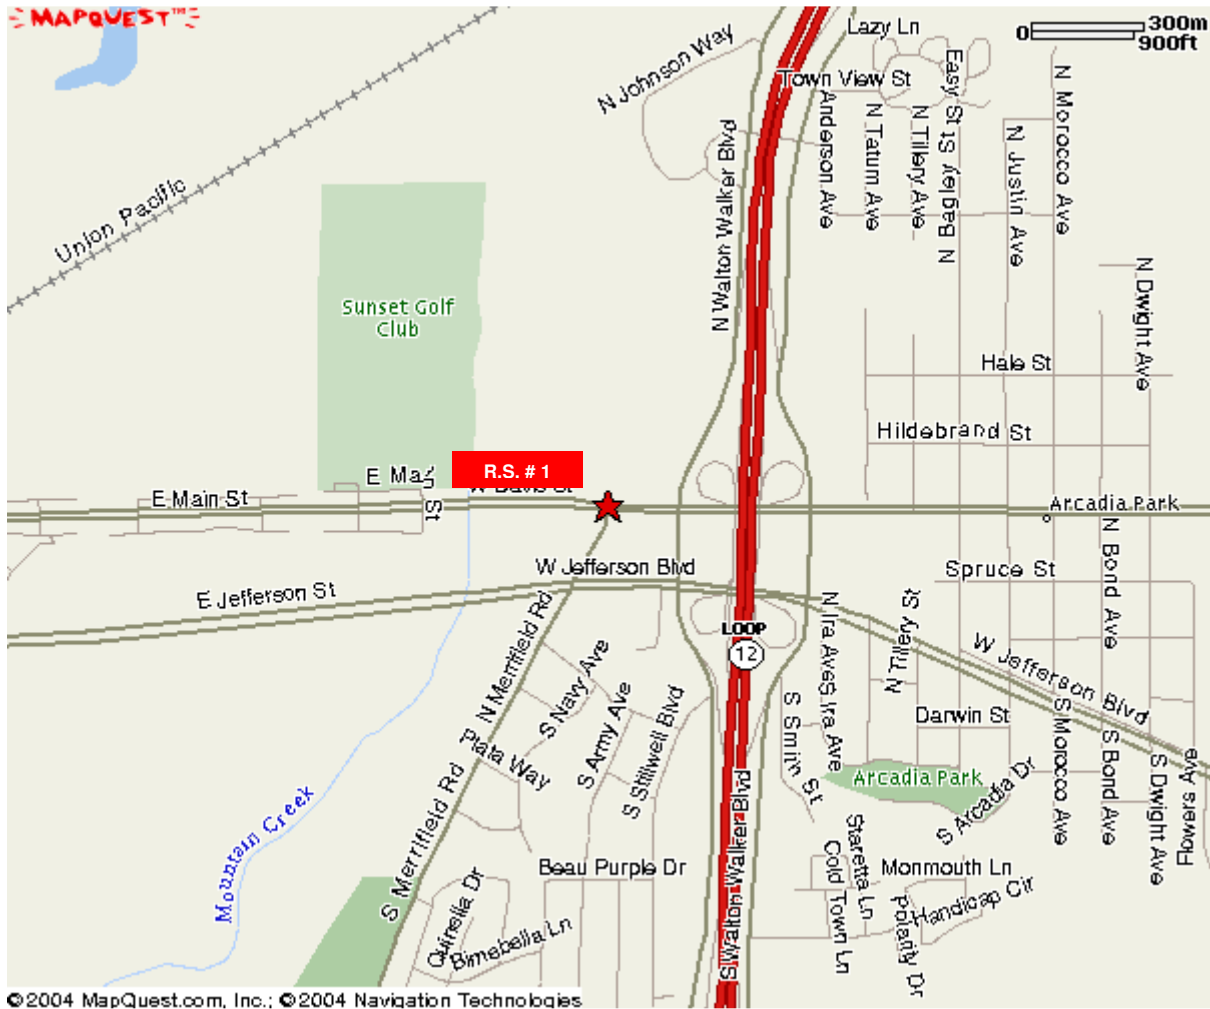 MAPQUEST™
Lazy Ln
0 300m
900ft
N Johnson Way
Town View St
Easy St
N Morocco Ave
Anderson Ave
N Tatum Ave
N Tillery Ave
N Bagley St
N Justin Ave
N Walton Walker Blvd
Union Pacific
N Dwight Ave
Sunset Golf
Club
Hale St
Hildebrand St
R.S. # 1
E Main St
St
W Davis St
Arcadia Park
N Bond Ave
W Jefferson Blvd
Spruce St
E Jefferson St
N Merrifield Rd
N Ira Ave
N Tillery St
LOOP
12
W Jefferson Blvd
S Navy Ave
S Army Ave
S Stillwell Blvd
S Smith St
S Ira Ave
Darwin St
S Morocco Ave
S Bond Ave
S Dwight Ave
Flowers Ave
Plata Way
Arcadia Park
S Arcadia Dr
S Merrifield Rd
Mountain Creek
S Walton Walker Blvd
Beau Purple Dr
Cold Town Ln
Staretta Ln
Monmouth Ln
Handicap Cir
Polarity Dr
Quinella Dr
Bimebella Ln
©2004 MapQuest.com, Inc.; ©2004 Navigation Technologies